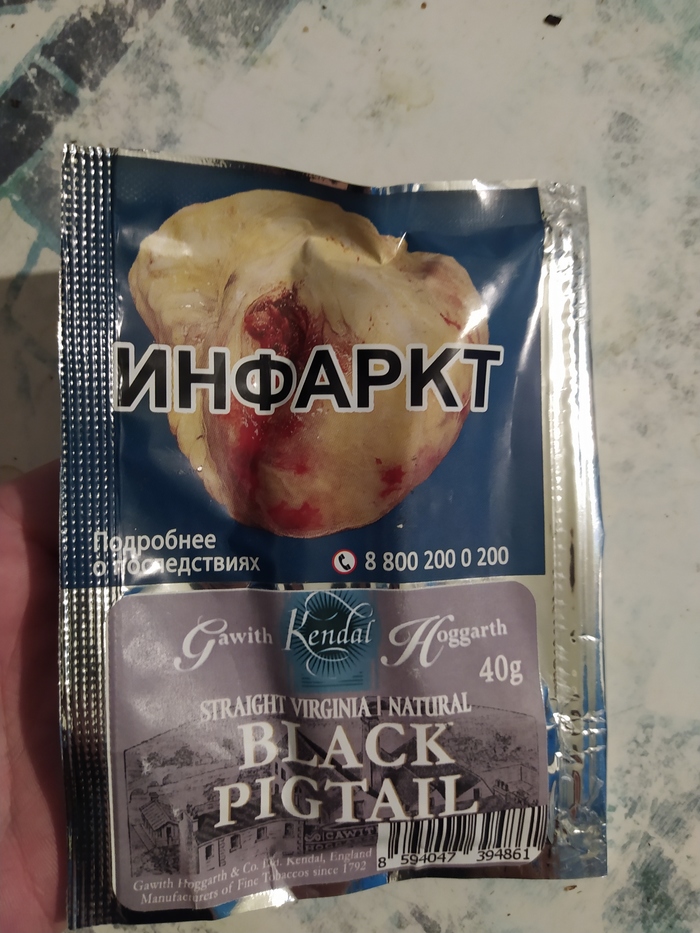 ИНФАРКТ
Подробнее
о последствиях
8 800 200 0 200
Gawith Kendal Hoggarth
40g
STRAIGHT VIRGINIA | NATURAL
BLACK
PIGTAIL
GAWITH
8 594047 394861
Gawith Hoggarth & Co. Ltd. Kendal, England
Manufacturers of Fine Tobaccos since 1792